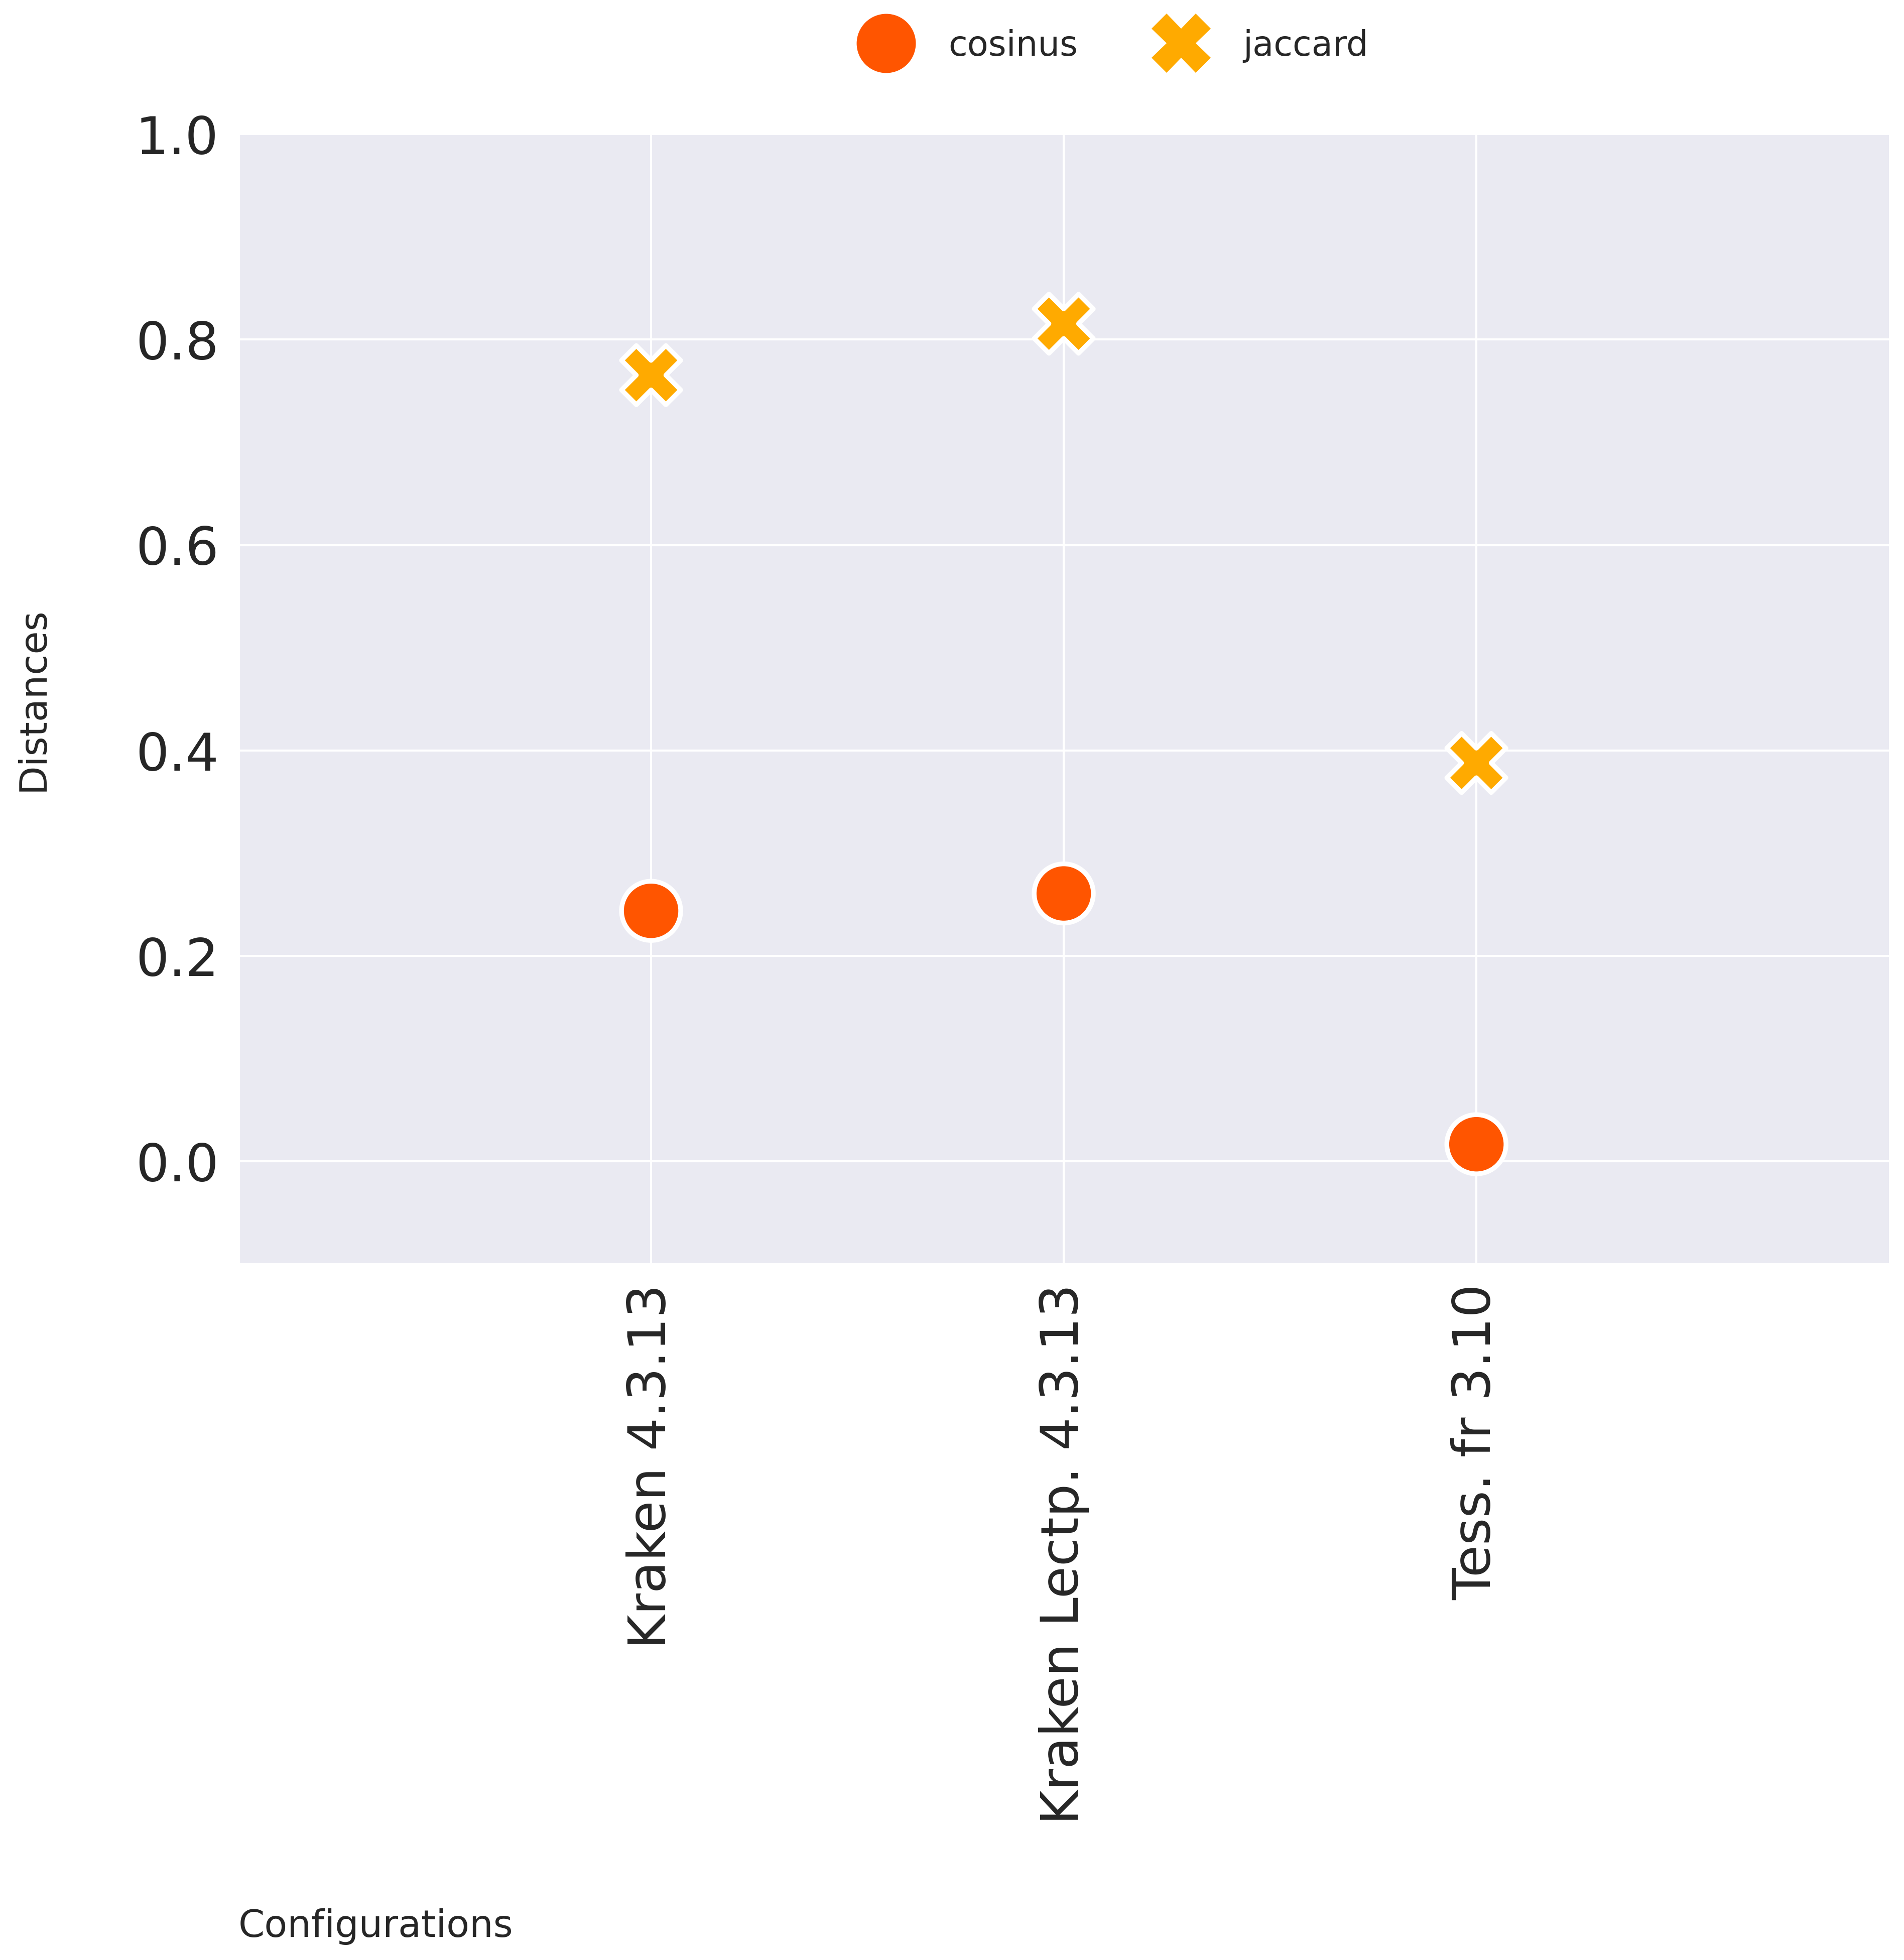 cosinus
jaccard
1.0
0.8
0.6
0.4
0.2
0.0
Distances
Kraken 4.3.13
Kraken Lectp. 4.3.13
Tess. fr 3.10
Configurations